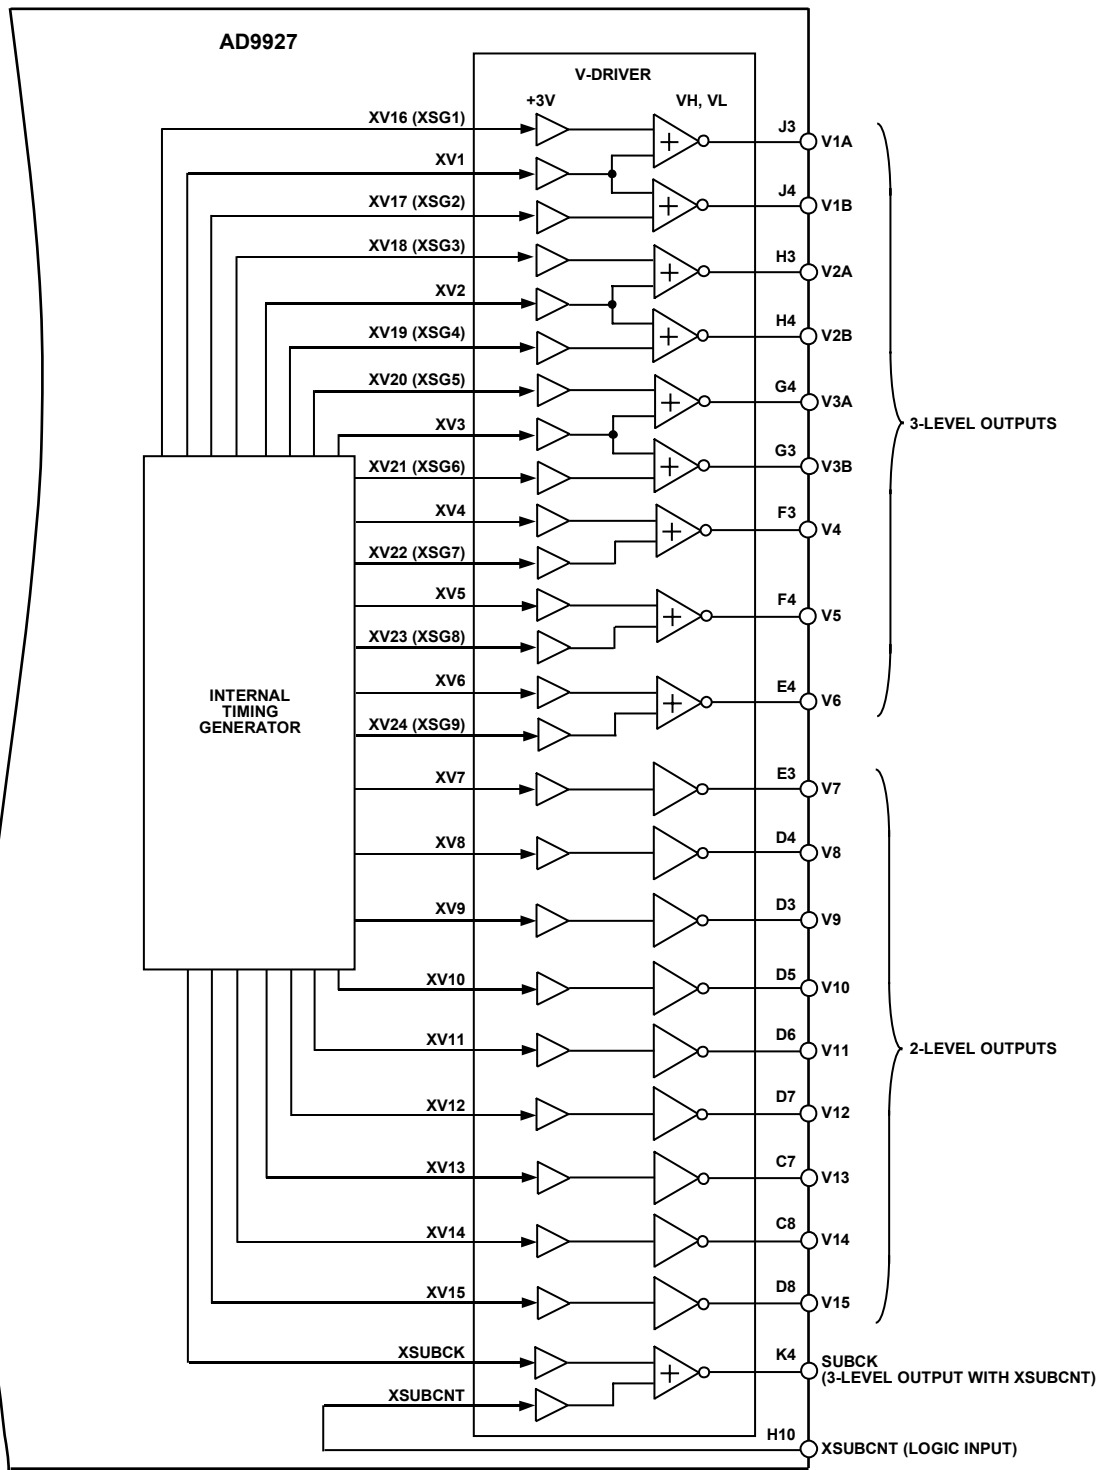 AD9927
V-DRIVER
+3V
VH, VL
XV16 (XSG1)
J3
V1A
XV1
XV17 (XSG2)
J4
V1B
XV18 (XSG3)
H3
V2A
XV2
XV19 (XSG4)
H4
V2B
XV20 (XSG5)
G4
V3A
XV3
3-LEVEL OUTPUTS
XV21 (XSG6)
G3
V3B
XV4
F3
V4
XV22 (XSG7)
XV5
F4
V5
XV23 (XSG8)
XV6
E4
V6
INTERNAL
TIMING
GENERATOR
XV24 (XSG9)
XV7
E3
V7
XV8
D4
V8
XV9
D3
V9
XV10
D5
V10
XV11
D6
V11
2-LEVEL OUTPUTS
XV12
D7
V12
XV13
C7
V13
XV14
C8
V14
XV15
D8
V15
XSUBCK
K4
SUBCK
(3-LEVEL OUTPUT WITH XSUBCNT)
XSUBCNT
H10
XSUBCNT (LOGIC INPUT)